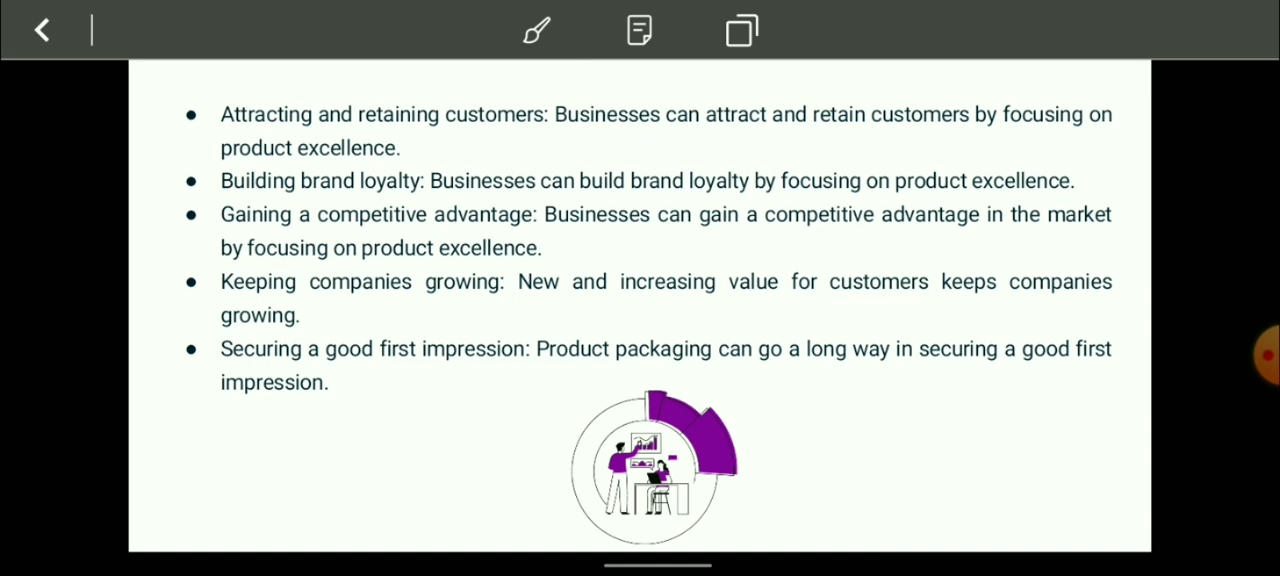 ● Attracting and retaining customers: Businesses can attract and retain customers by focusing on
product excellence.
● Building brand loyalty: Businesses can build brand loyalty by focusing on product excellence.
● Gaining a competitive advantage: Businesses can gain a competitive advantage in the market
by focusing on product excellence.
● Keeping companies growing: New and increasing value for customers keeps companies
growing.
● Securing a good first impression: Product packaging can go a long way in securing a good first
impression.